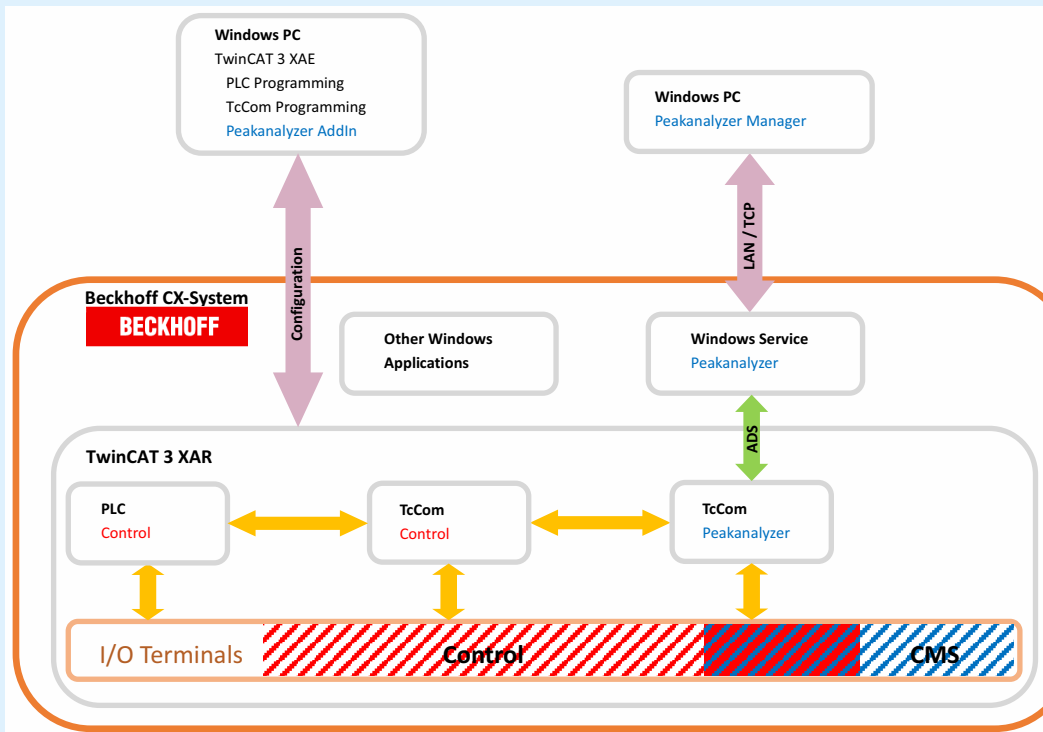 Windows PC
TwinCAT 3 XAE
PLC Programming
TcCom Programming
Peakanalyzer AddIn
Windows PC
Peakanalyzer Manager
Configuration
LAN / TCP
Beckhoff CX-System
BECKHOFF
Other Windows
Applications
Windows Service
Peakanalyzer
ADS
TwinCAT 3 XAR
PLC
Control
TcCom
Control
TcCom
Peakanalyzer
I/O Terminals
Control
CMS